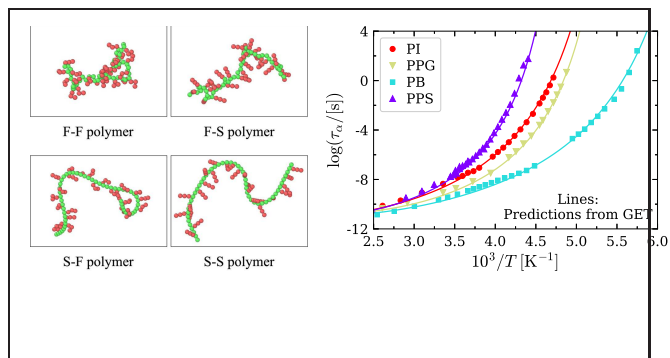 F-F polymer
F-S polymer
S-F polymer
S-S polymer
log(τα/[s])
4
0
-4
-8
-12
PI
PPG
PB
PPS
Lines:
Predictions from GET
2.5 3.0 3.5 4.0 4.5 5.0 5.5 6.0
10³/T [K⁻¹]